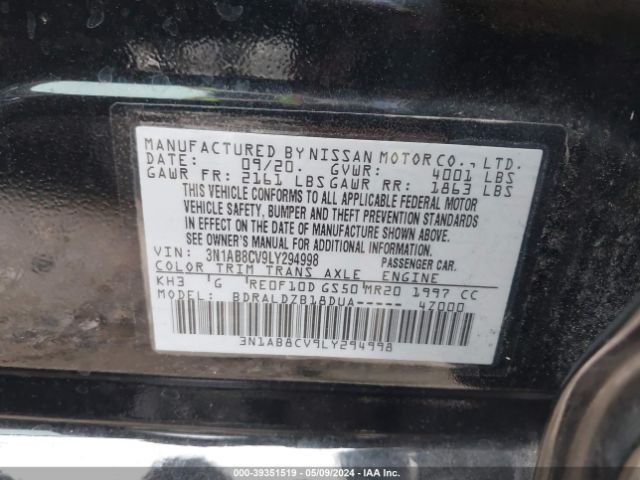 MANUFACTURED BY NISSAN MOTOR CO., LTD.
DATE: 09/20. GVWR: 4001 LBS
GAWR FR: 2161 LBS GAWR RR: 1863 LBS
THIS VEHICLE CONFORMS TO ALL APPLICABLE FEDERAL MOTOR
VEHICLE SAFETY, BUMPER AND THEFT PREVENTION STANDARDS
IN EFFECT ON THE DATE OF MANUFACTURE SHOWN ABOVE.
SEE OWNER'S MANUAL FOR ADDITIONAL INFORMATION.
VIN: 3N1AB8CV9LY294998 PASSENGER CAR.
COLOR TRIM TRANS AXLE ENGINE
KH3 G RE0F10D GS50 MR20 1997 CC
MODEL: BDRALDZB18DUA----- 47000
3N1AB8CV9LY294998
000-39351519 - 05/09/2024 - IAA Inc.